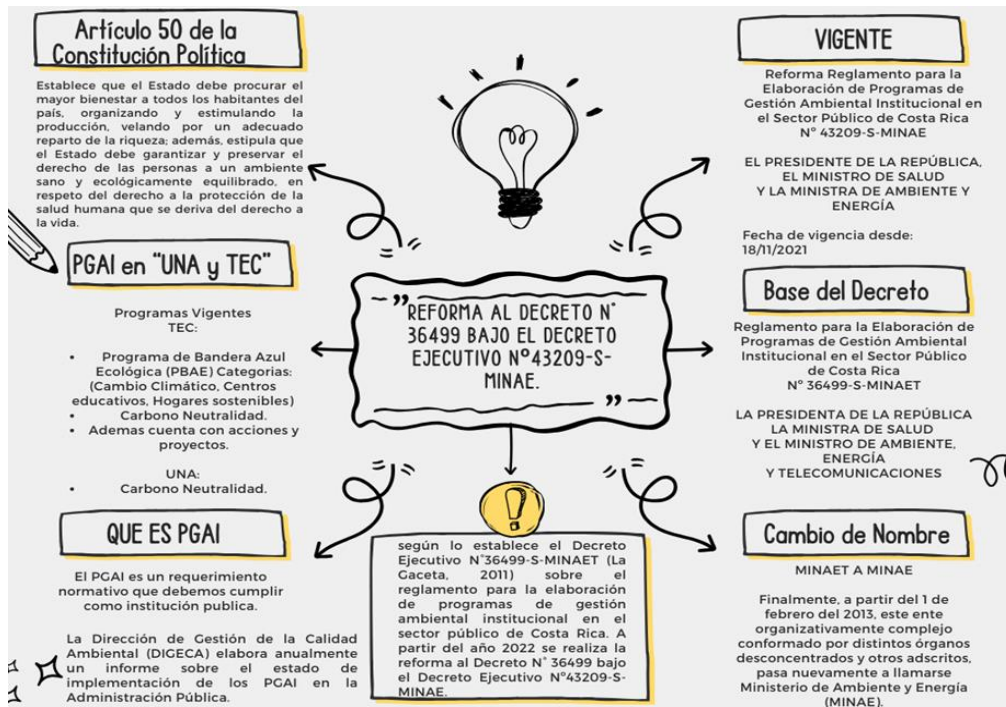 Artículo 50 de la
Constitución Política
Establece que el Estado debe procurar el
mayor bienestar a todos los habitantes del
país, organizando y estimulando la
producción, velando por un adecuado
reparto de la riqueza; además, estipula que
el Estado debe garantizar y preservar el
derecho de las personas a un ambiente
sano y ecológicamente equilibrado, en
respeto del derecho a la protección de la
salud humana que se deriva del derecho a
la vida.
PGAI en "UNA y TEC"
Programas Vigentes
TEC:
• Programa de Bandera Azul
Ecológica (PBAE) Categorias:
(Cambio Climático, Centros
educativos, Hogares sostenibles)
• Carbono Neutralidad.
• Ademas cuenta con acciones y
proyectos.
UNA:
• Carbono Neutralidad.
QUE ES PGAI
El PGAI es un requerimiento
normativo que debemos cumplir
como institución publica.
La Dirección de Gestión de la Calidad
Ambiental (DIGECA) elabora anualmente
un informe sobre el estado de
implementación de los PGAI en la
Administración Pública.
REFORMA AL DECRETO N°
36499 BAJO EL DECRETO
EJECUTIVO Nº43209-S-
MINAE.
según lo establece el Decreto
Ejecutivo N°36499-S-MINAET (La
Gaceta, 2011) sobre el
reglamento para la elaboración
de programas de gestión
ambiental institucional en el
sector público de Costa Rica. A
partir del año 2022 se realiza la
reforma al Decreto N° 36499 bajo
el Decreto Ejecutivo Nº43209-S-
MINAE.
VIGENTE
Reforma Reglamento para la
Elaboración de Programas de
Gestión Ambiental Institucional en
el Sector Público de Costa Rica
Nº 43209-S-MINAE
EL PRESIDENTE DE LA REPÚBLICA,
EL MINISTRO DE SALUD
Y LA MINISTRA DE AMBIENTE Y
ENERGÍA
Fecha de vigencia desde:
18/11/2021
Base del Decreto
Reglamento para la Elaboración de
Programas de Gestión Ambiental
Institucional en el Sector Público
de Costa Rica
Nº 36499-S-MINAET
LA PRESIDENTA DE LA REPÚBLICA
LA MINISTRA DE SALUD
Y EL MINISTRO DE AMBIENTE,
ENERGÍA
Y TELECOMUNICACIONES
Cambio de Nombre
MINAET A MINAE
Finalmente, a partir del 1 de
febrero del 2013, este ente
organizativamente complejo
conformado por distintos órganos
desconcentrados y otros adscritos,
pasa nuevamente a llamarse
Ministerio de Ambiente y Energía
(MINAE).